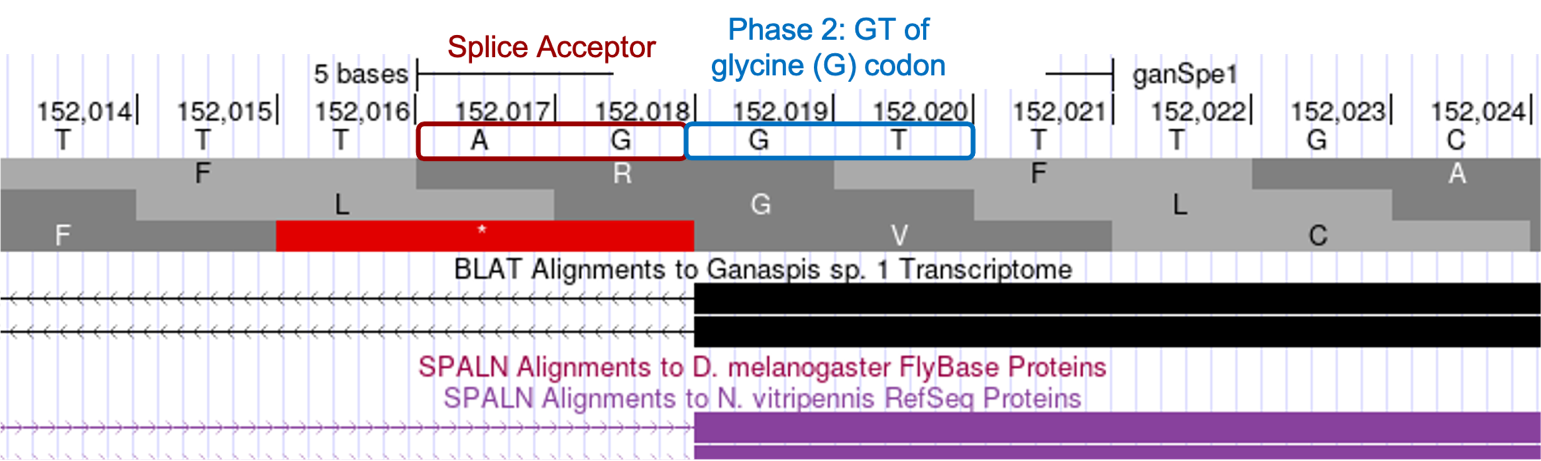 Splice Acceptor
Phase 2: GT of
glycine (G) codon
5 bases ganSpe1
152,014 152,015 152,016 152,017 152,018 152,019 152,020 152,021 152,022 152,023 152,024
T T T A G G T T T G C
F R F A
L G L
F * V C
BLAT Alignments to Ganaspis sp. 1 Transcriptome
SPALN Alignments to D. melanogaster FlyBase Proteins
SPALN Alignments to N. vitripennis RefSeq Proteins